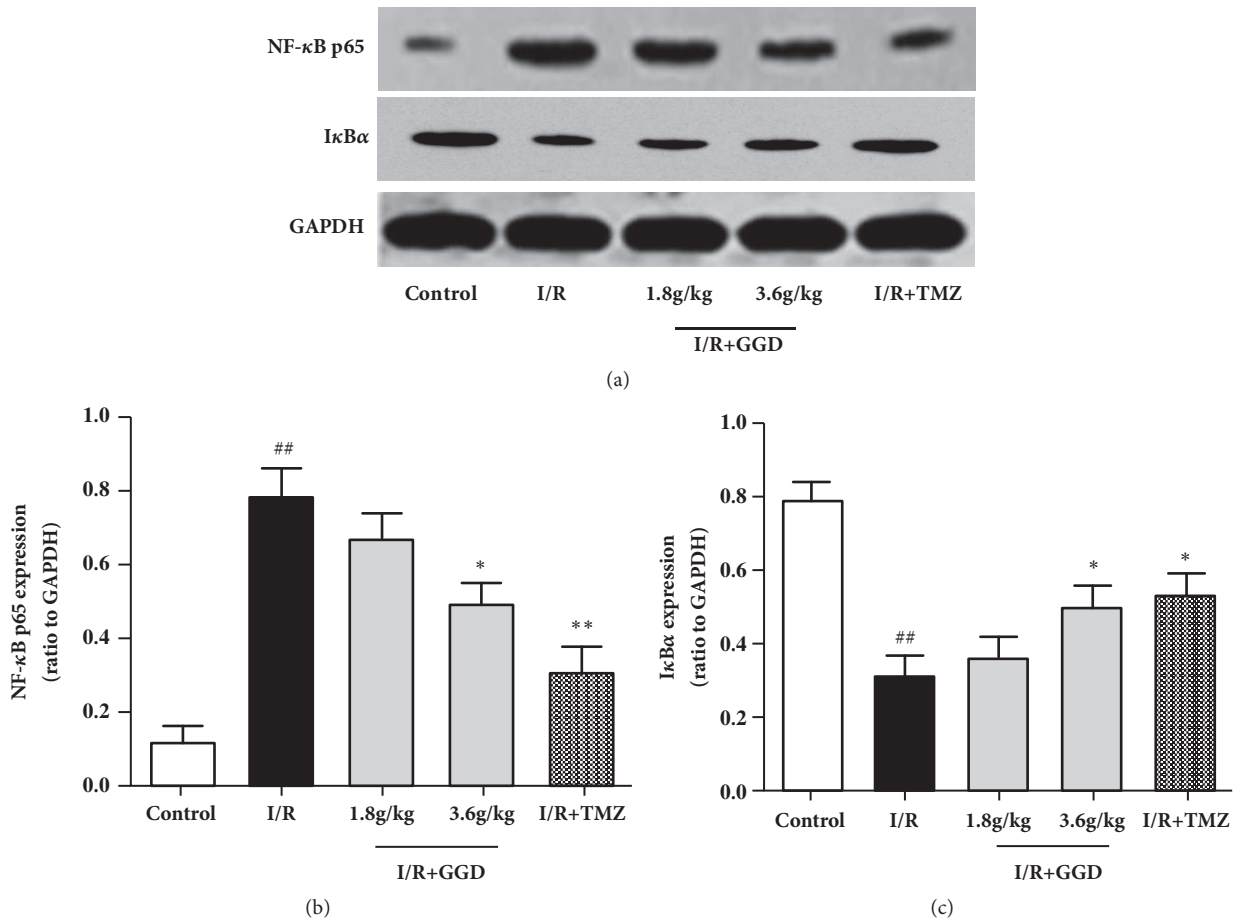 NF-κB p65
IκBα
GAPDH
Control I/R 1.8g/kg 3.6g/kg I/R+TMZ
I/R+GGD
(a)
NF-κB p65 expression
(ratio to GAPDH)
1.0
0.8
0.6
0.4
0.2
0.0
##
*
**
Control I/R 1.8g/kg 3.6g/kg I/R+TMZ
I/R+GGD
(b)
IκBα expression
(ratio to GAPDH)
1.0
0.8
0.6
0.4
0.2
0.0
##
*
*
Control I/R 1.8g/kg 3.6g/kg I/R+TMZ
I/R+GGD
(c)